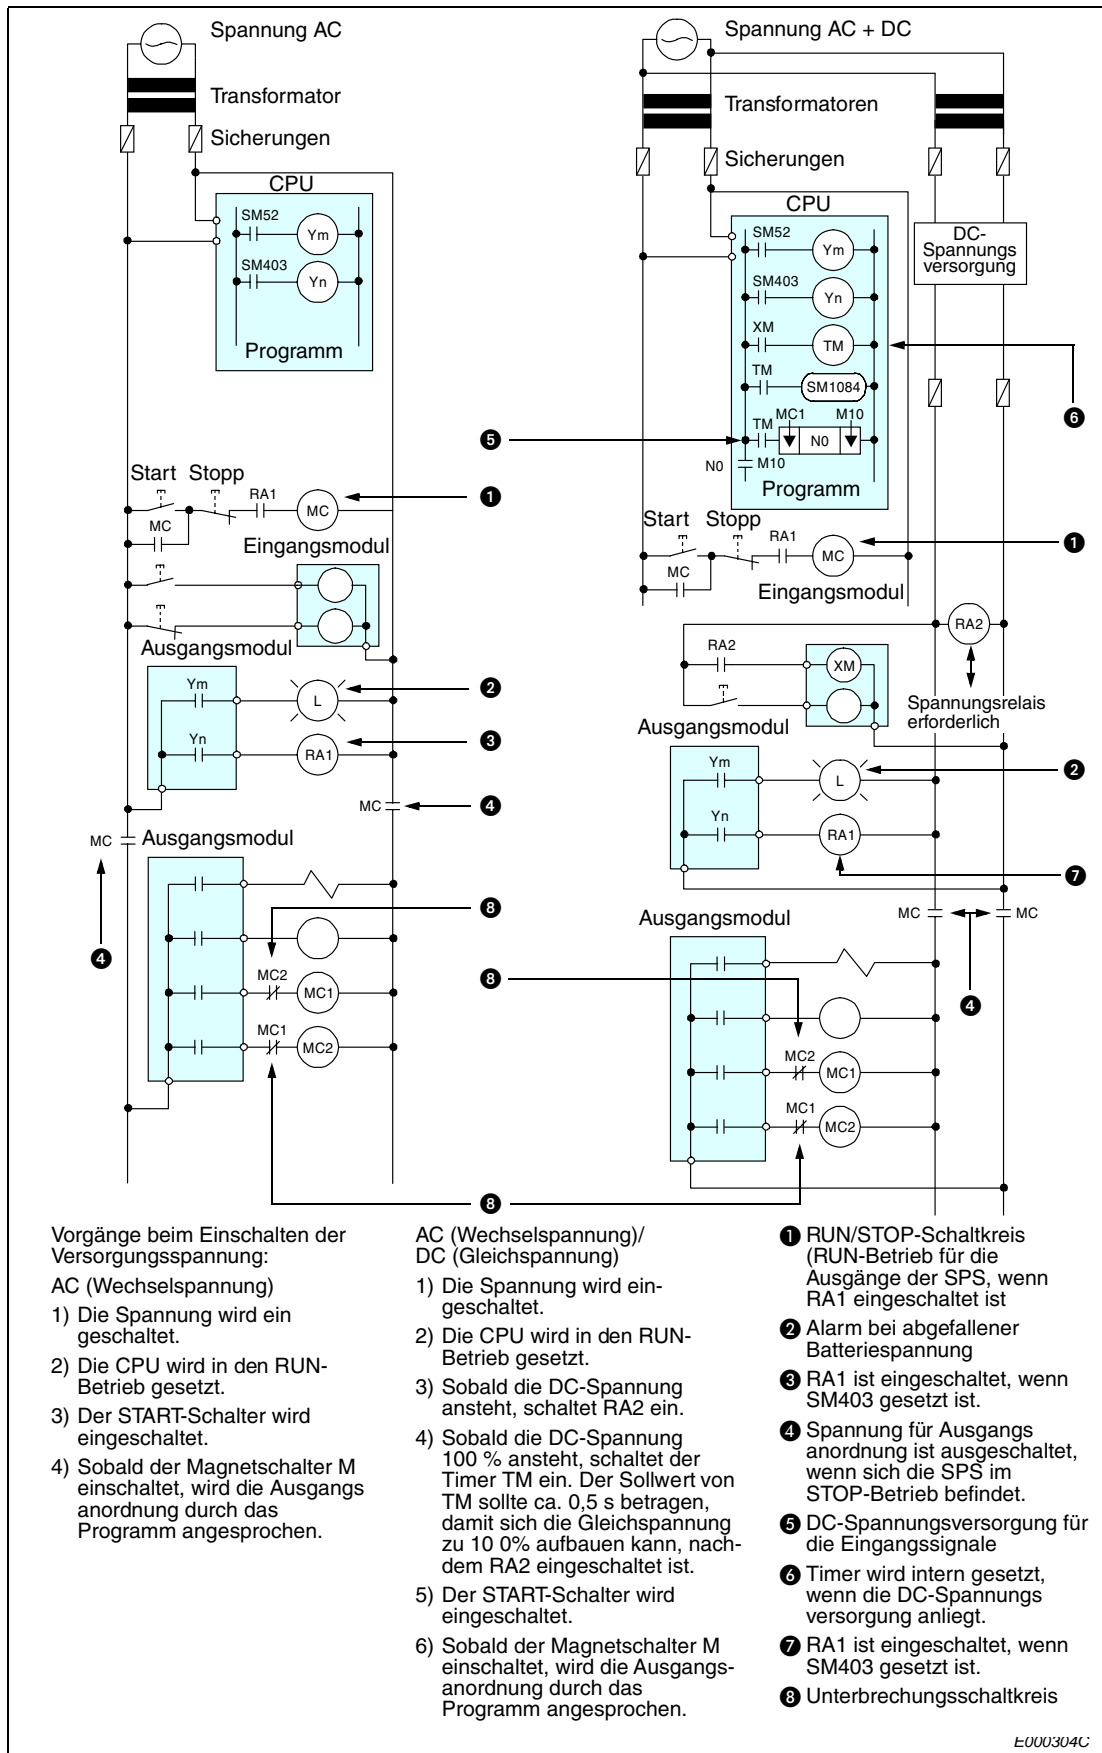 Spannung AC
Transformator
Sicherungen
CPU
SM52
Ym
SM403
Yn
Programm
Start Stopp
RA1
MC
❶
MC
Eingangsmodul
Ausgangsmodul
Ym
L
❷
Yn
RA1
❸
MC
❹
MC
Ausgangsmodul
❹
❽
MC2
MC1
MC1
MC2
❽
Spannung AC + DC
Transformatoren
Sicherungen
CPU
DC-
Spannungs
versorgung
SM52
Ym
SM403
Yn
XM
TM
❻
TM
SM1084
❺
TM
MC1
M10
N0
N0
M10
Programm
Start Stopp
RA1
MC
❶
MC
Eingangsmodul
RA2
RA2
XM
Spannungsrelais
erforderlich
Ausgangsmodul
Ym
L
❷
Yn
RA1
❼
Ausgangsmodul
MC
MC
❹
❽
MC2
MC1
MC1
MC2
Vorgänge beim Einschalten der
Versorgungsspannung:
AC (Wechselspannung)
1) Die Spannung wird ein
geschaltet.
2) Die CPU wird in den RUN-
Betrieb gesetzt.
3) Der START-Schalter wird
eingeschaltet.
4) Sobald der Magnetschalter M
einschaltet, wird die Ausgangs
anordnung durch das
Programm angesprochen.
AC (Wechselspannung)/
DC (Gleichspannung)
1) Die Spannung wird ein-
geschaltet.
2) Die CPU wird in den RUN-
Betrieb gesetzt.
3) Sobald die DC-Spannung
ansteht, schaltet RA2 ein.
4) Sobald die DC-Spannung
100 % ansteht, schaltet der
Timer TM ein. Der Sollwert von
TM sollte ca. 0,5 s betragen,
damit sich die Gleichspannung
zu 10 0% aufbauen kann, nach-
dem RA2 eingeschaltet ist.
5) Der START-Schalter wird
eingeschaltet.
6) Sobald der Magnetschalter M
einschaltet, wird die Ausgangs-
anordnung durch das
Programm angesprochen.
❶ RUN/STOP-Schaltkreis
(RUN-Betrieb für die
Ausgänge der SPS, wenn
RA1 eingeschaltet ist
❷ Alarm bei abgefallener
Batteriespannung
❸ RA1 ist eingeschaltet, wenn
SM403 gesetzt ist.
❹ Spannung für Ausgangs
anordnung ist ausgeschaltet,
wenn sich die SPS im
STOP-Betrieb befindet.
❺ DC-Spannungsversorgung für
die Eingangssignale
❻ Timer wird intern gesetzt,
wenn die DC-Spannungs
versorgung anliegt.
❼ RA1 ist eingeschaltet, wenn
SM403 gesetzt ist.
❽ Unterbrechungsschaltkreis
E000304C